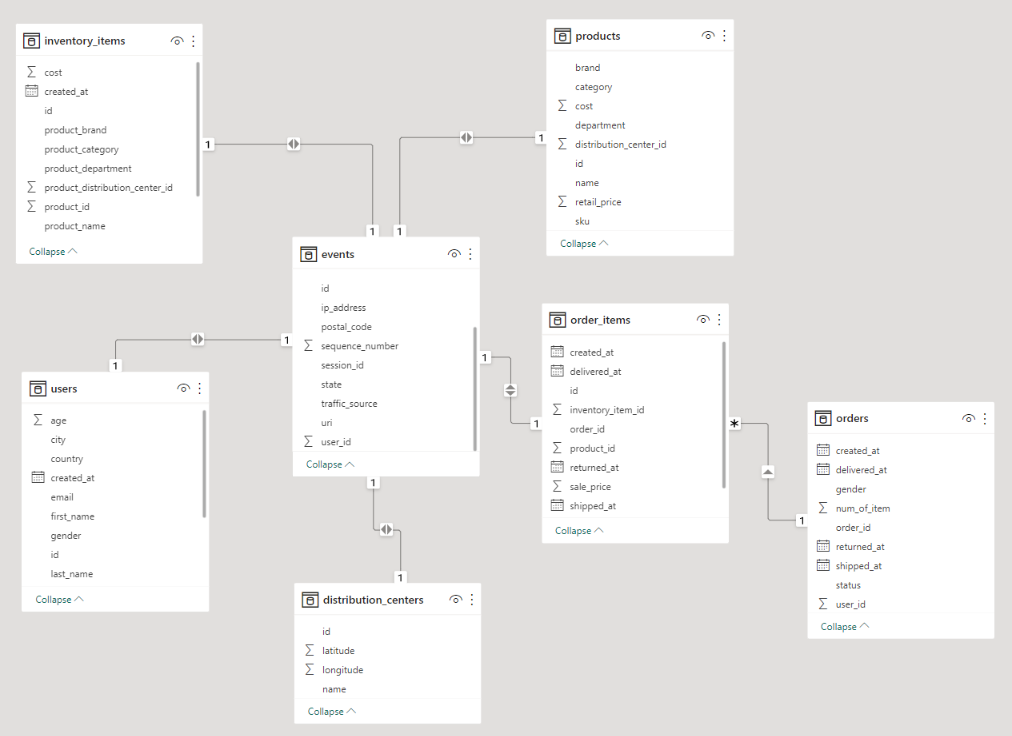 inventory_items
cost
created_at
id
product_brand
product_category
product_department
product_distribution_center_id
product_id
product_name
Collapse
products
brand
category
cost
department
distribution_center_id
id
name
retail_price
sku
Collapse
1
1
1
1
events
id
ip_address
postal_code
sequence_number
session_id
state
traffic_source
uri
user_id
Collapse
1
1
1
1
1
users
age
city
country
created_at
email
first_name
gender
id
last_name
Collapse
order_items
created_at
delivered_at
id
inventory_item_id
order_id
product_id
returned_at
sale_price
shipped_at
Collapse
*
1
orders
created_at
delivered_at
gender
num_of_item
order_id
returned_at
shipped_at
status
user_id
Collapse
1
distribution_centers
id
latitude
longitude
name
Collapse